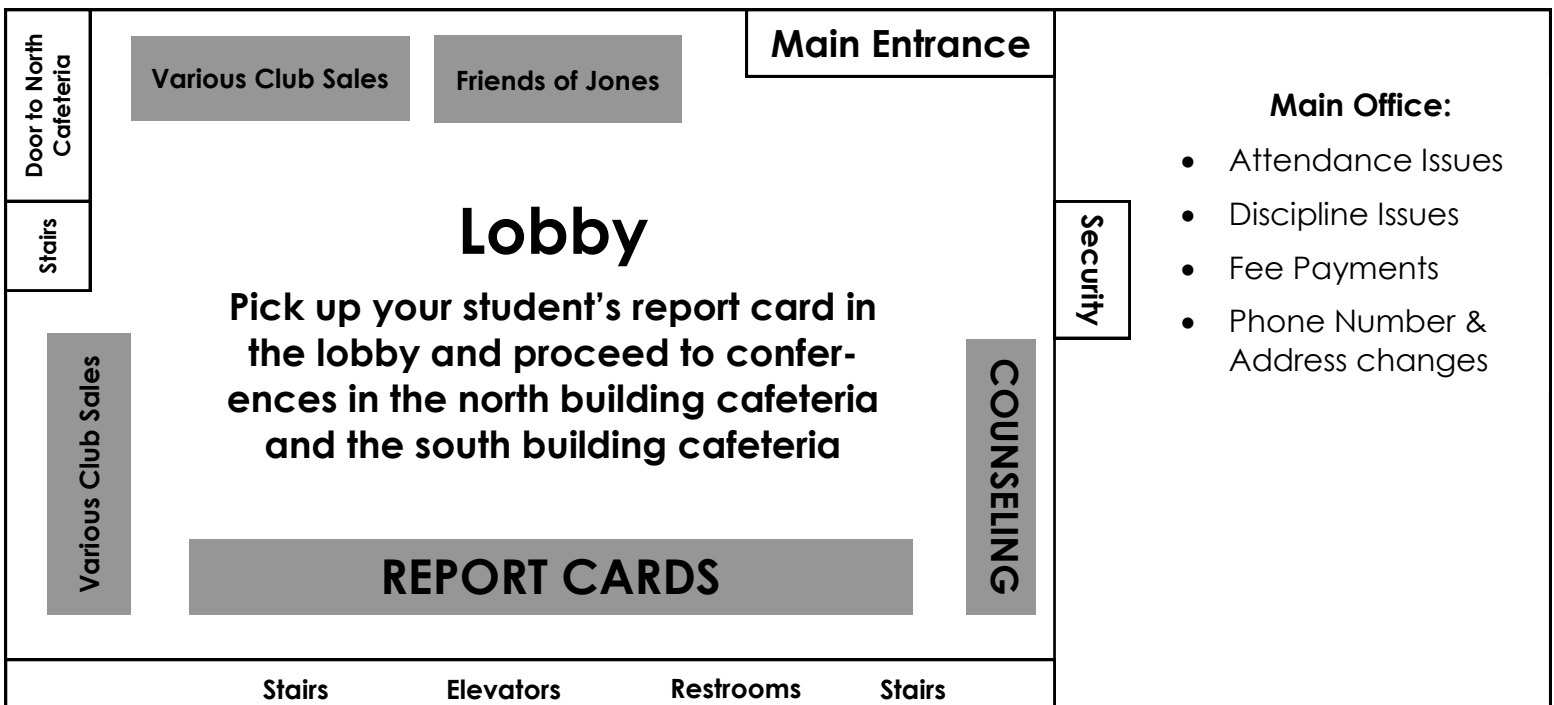 Door to North
Cafeteria
Various Club Sales
Friends of Jones
Main Entrance
Stairs
Lobby
Pick up your student’s report card in
the lobby and proceed to confer-
ences in the north building cafeteria
and the south building cafeteria
Various Club Sales
REPORT CARDS
COUNSELING
Security
Stairs
Elevators
Restrooms
Stairs
Main Office:
• Attendance Issues
• Discipline Issues
• Fee Payments
• Phone Number &
Address changes